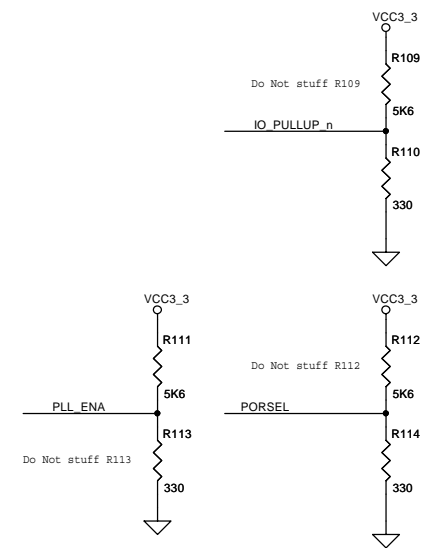 VCC3_3
R109
Do Not stuff R109
5K6
IO_PULLUP_n
R110
330
VCC3_3
R111
5K6
PLL_ENA
R113
Do Not stuff R113
330
VCC3_3
R112
Do Not stuff R112
5K6
PORSEL
R114
330